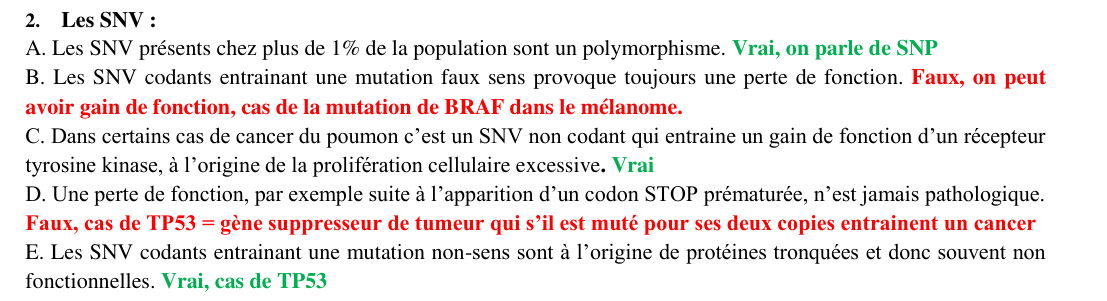 2. Les SNV :
A. Les SNV présents chez plus de 1% de la population sont un polymorphisme. Vrai, on parle de SNP
B. Les SNV codants entrainant une mutation faux sens provoque toujours une perte de fonction. Faux, on peut
avoir gain de fonction, cas de la mutation de BRAF dans le mélanome.
C. Dans certains cas de cancer du poumon c’est un SNV non codant qui entraine un gain de fonction d’un récepteur
tyrosine kinase, à l’origine de la prolifération cellulaire excessive. Vrai
D. Une perte de fonction, par exemple suite à l’apparition d’un codon STOP prématurée, n’est jamais pathologique.
Faux, cas de TP53 = gène suppresseur de tumeur qui s’il est muté pour ses deux copies entrainent un cancer
E. Les SNV codants entrainant une mutation non-sens sont à l’origine de protéines tronquées et donc souvent non
fonctionnelles. Vrai, cas de TP53